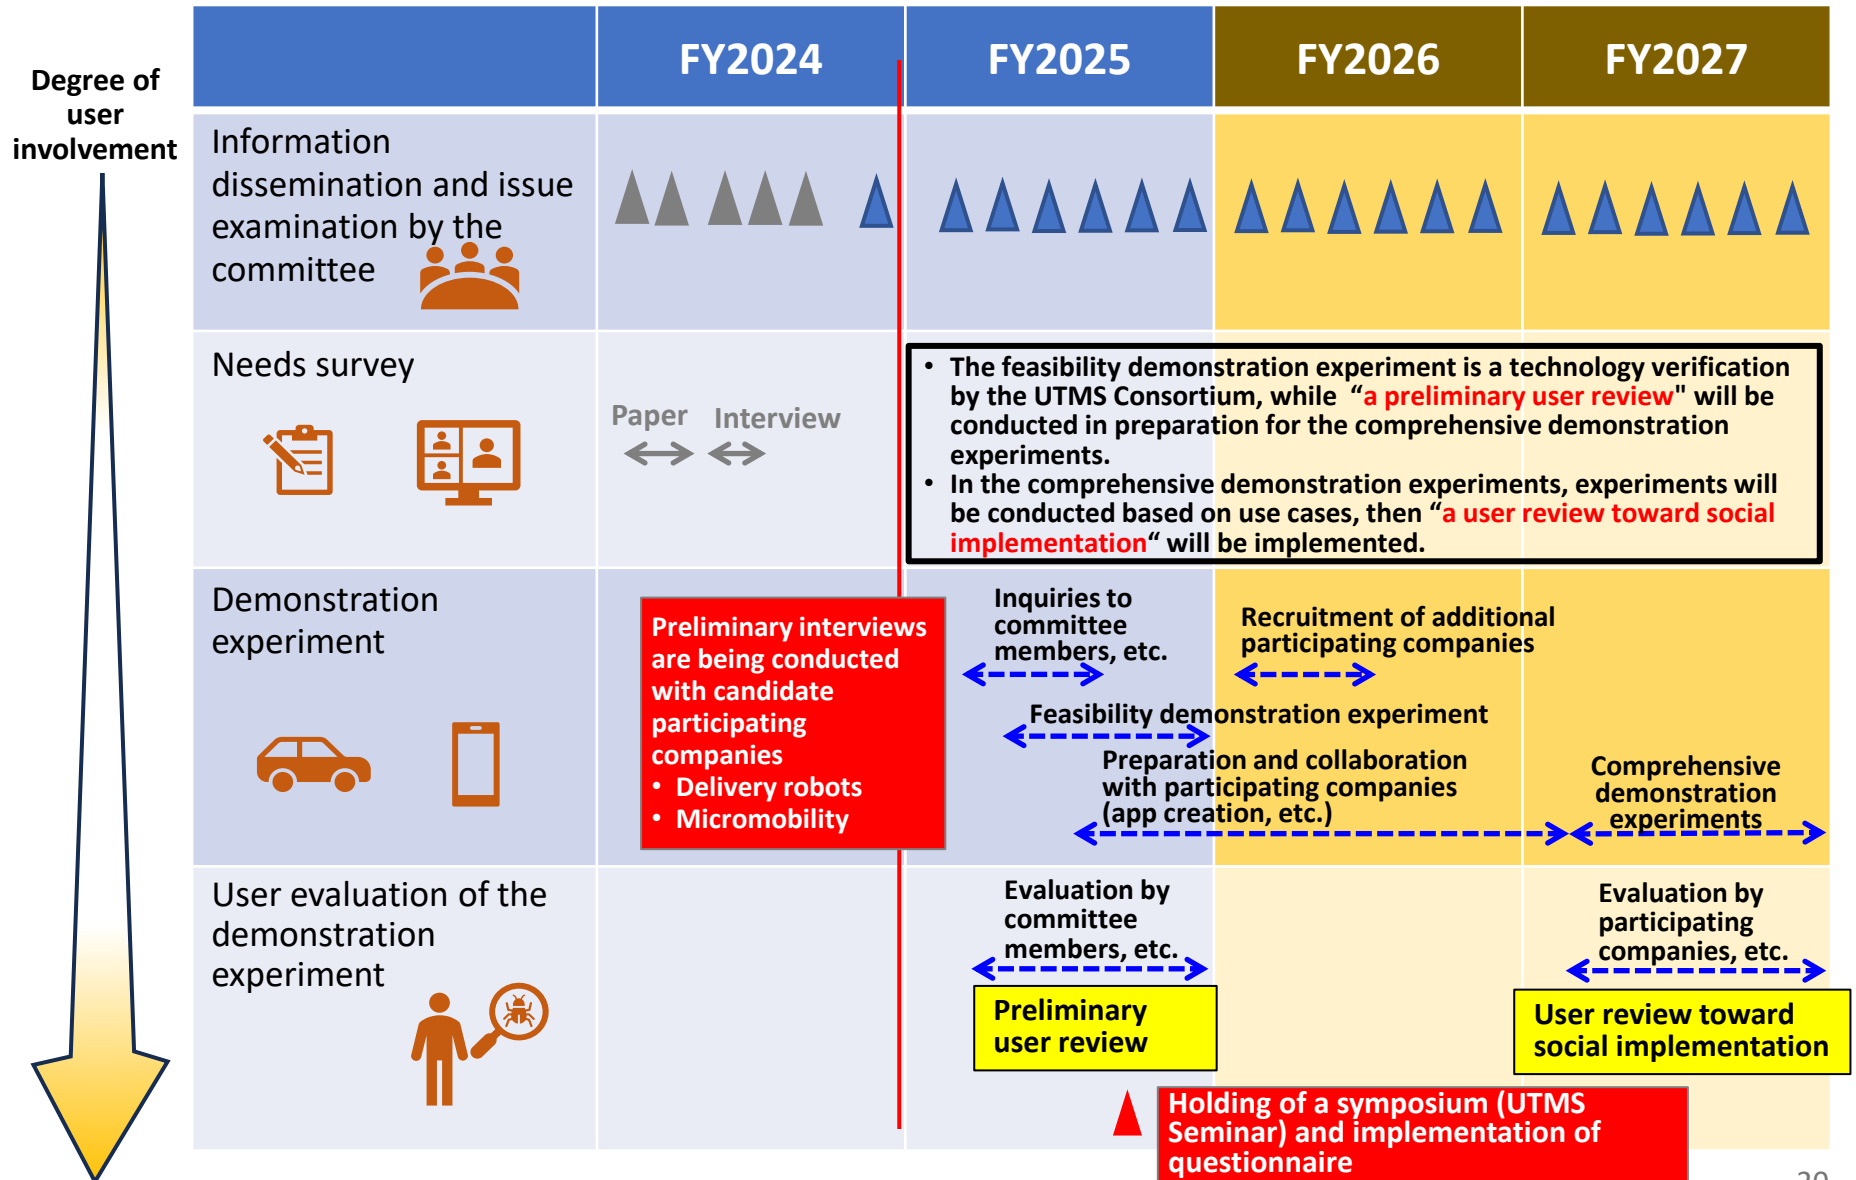 Degree of
user
involvement
FY2024
FY2025
FY2026
FY2027
Information
dissemination and issue
examination by the
committee
Needs survey
Paper
Interview
• The feasibility demonstration experiment is a technology verification
by the UTMS Consortium, while “a preliminary user review" will be
conducted in preparation for the comprehensive demonstration
experiments.
• In the comprehensive demonstration experiments, experiments will
be conducted based on use cases, then “a user review toward social
implementation“ will be implemented.
Demonstration
experiment
Preliminary interviews
are being conducted
with candidate
participating
companies
• Delivery robots
• Micromobility
Inquiries to
committee
members, etc.
Recruitment of additional
participating companies
Feasibility demonstration experiment
Preparation and collaboration
with participating companies
(app creation, etc.)
Comprehensive
demonstration
experiments
User evaluation of the
demonstration
experiment
Evaluation by
committee
members, etc.
Evaluation by
participating
companies, etc.
Preliminary
user review
User review toward
social implementation
Holding of a symposium (UTMS
Seminar) and implementation of
questionnaire